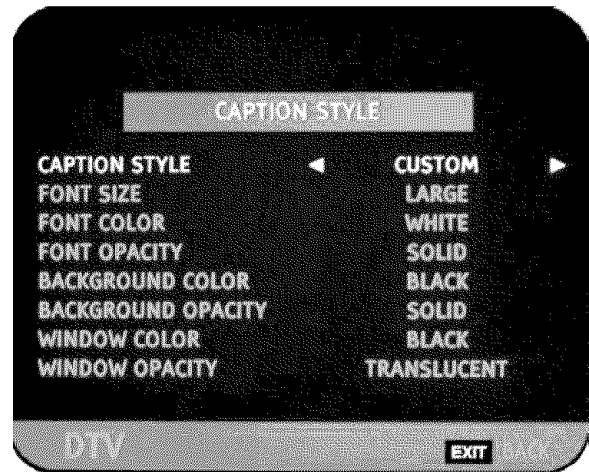 CAPTION STYLE
CAPTION STYLE ◄ CUSTOM ►
FONT SIZE LARGE
FONT COLOR WHITE
FONT OPACITY SOLID
BACKGROUND COLOR BLACK
BACKGROUND OPACITY SOLID
WINDOW COLOR BLACK
WINDOW OPACITY TRANSLUCENT
DTV EXIT BACK